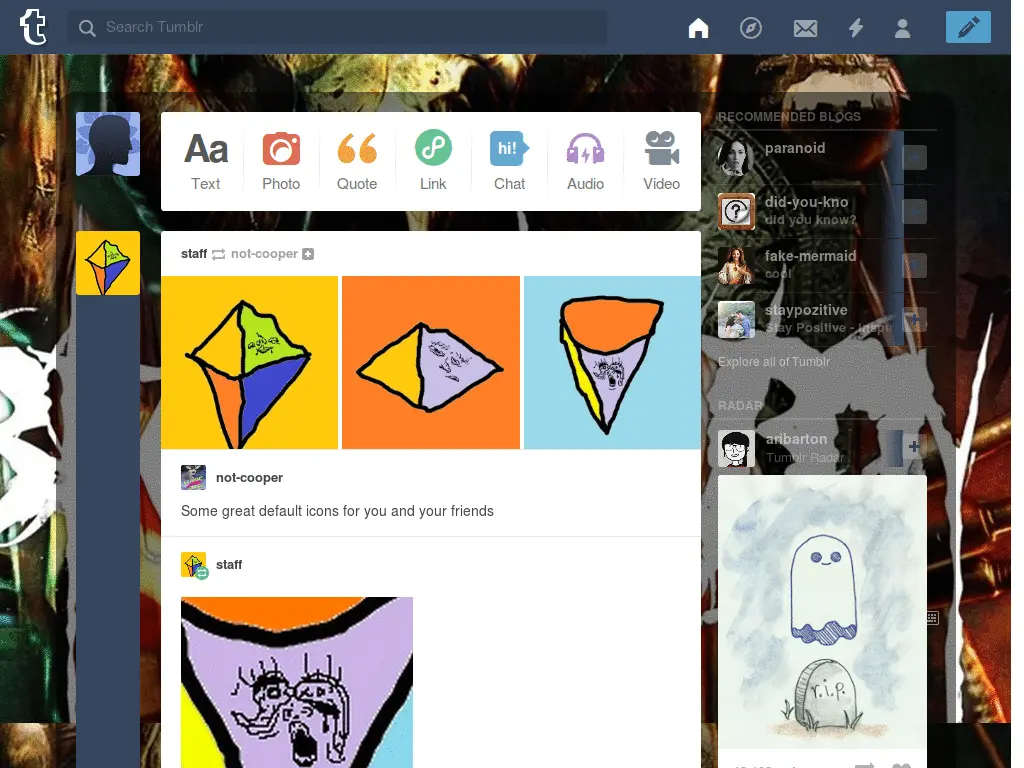 t
Search Tumblr
Aa
hi!
Text
Photo
Quote
Link
Chat
Audio
Video
staff not-cooper
not-cooper
Some great default icons for you and your friends
staff
RECOMMENDED BLOGS
paranoid
did-you-kno
did you know?
fake-mermaid
cool
staypozitive
Stay Positive - Inspi
Explore all of Tumblr
RADAR
aribarton
Tumblr Radar
r.i.p.